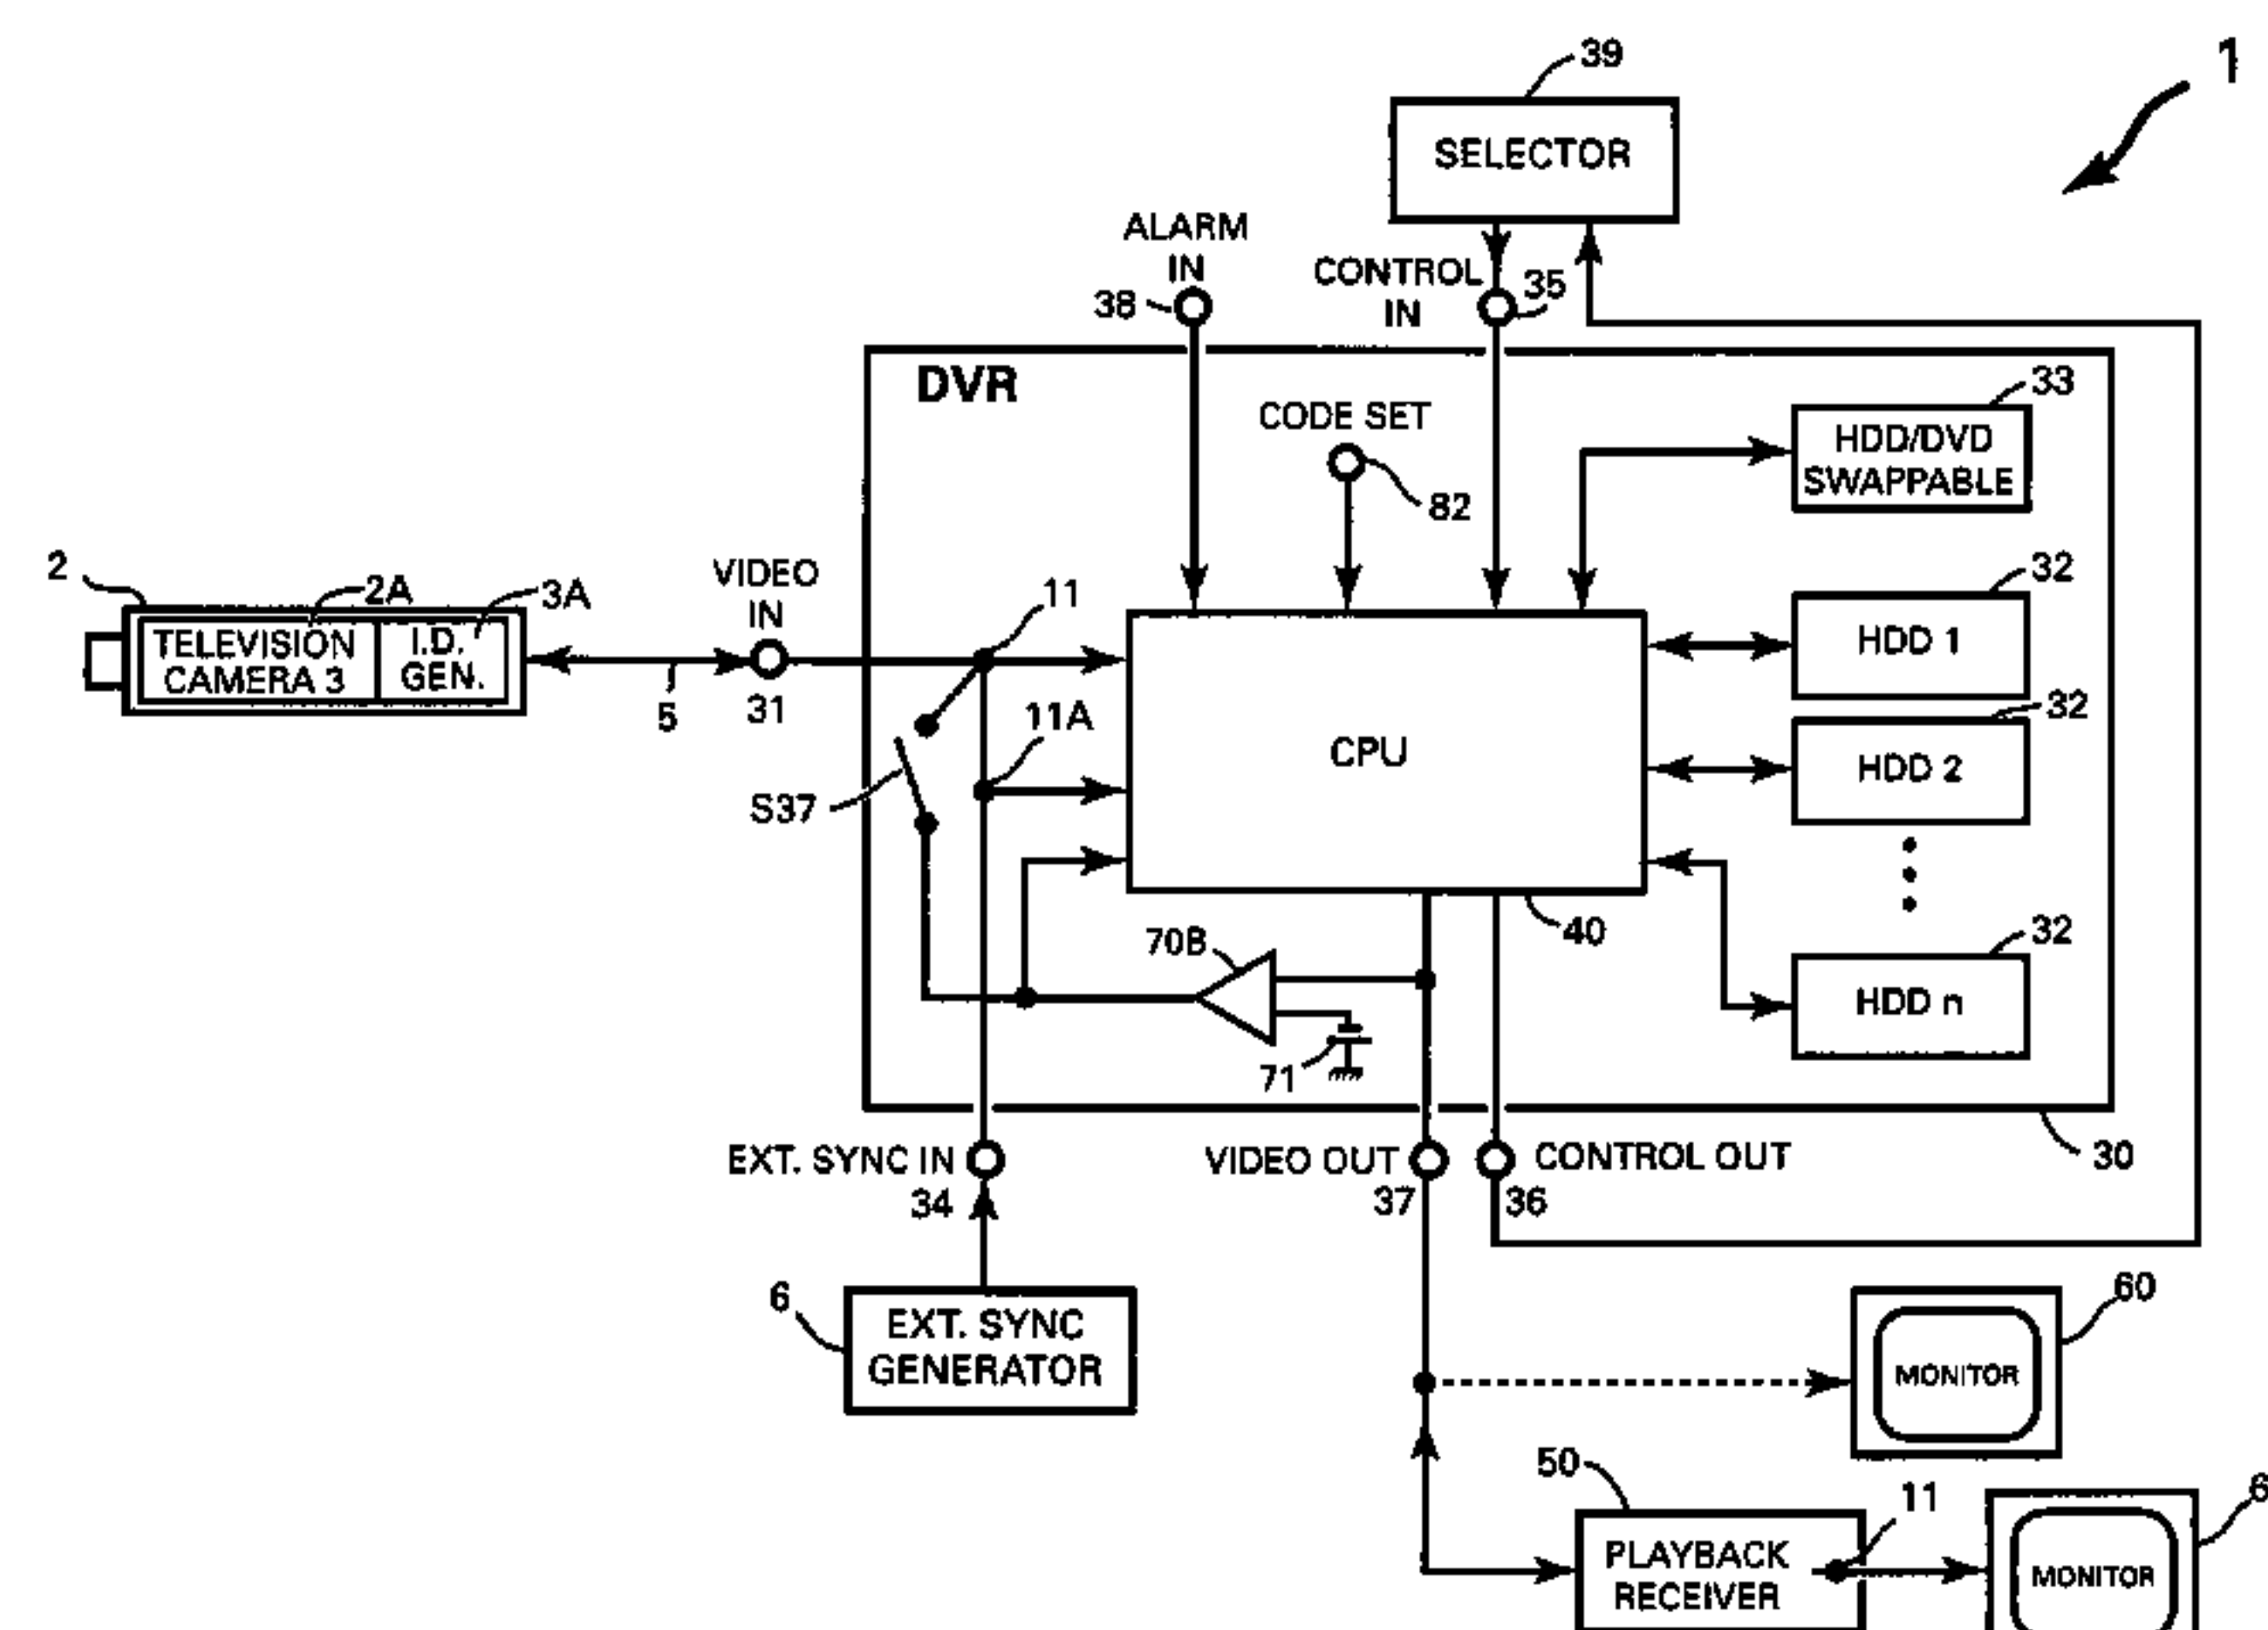 39
1
SELECTOR
ALARM
IN
38
CONTROL
IN
35
DVR
CODE SET
82
33
HDD/DVD
SWAPPABLE
2
2A
3A
TELEVISION
CAMERA 3
I.D.
GEN.
5
VIDEO
IN
31
11
11A
S37
CPU
32
HDD 1
32
HDD 2
32
HDD n
40
70B
71
30
EXT. SYNC IN
34
VIDEO OUT
37
CONTROL OUT
36
6
EXT. SYNC
GENERATOR
60
MONITOR
50
PLAYBACK
RECEIVER
11
6
MONITOR